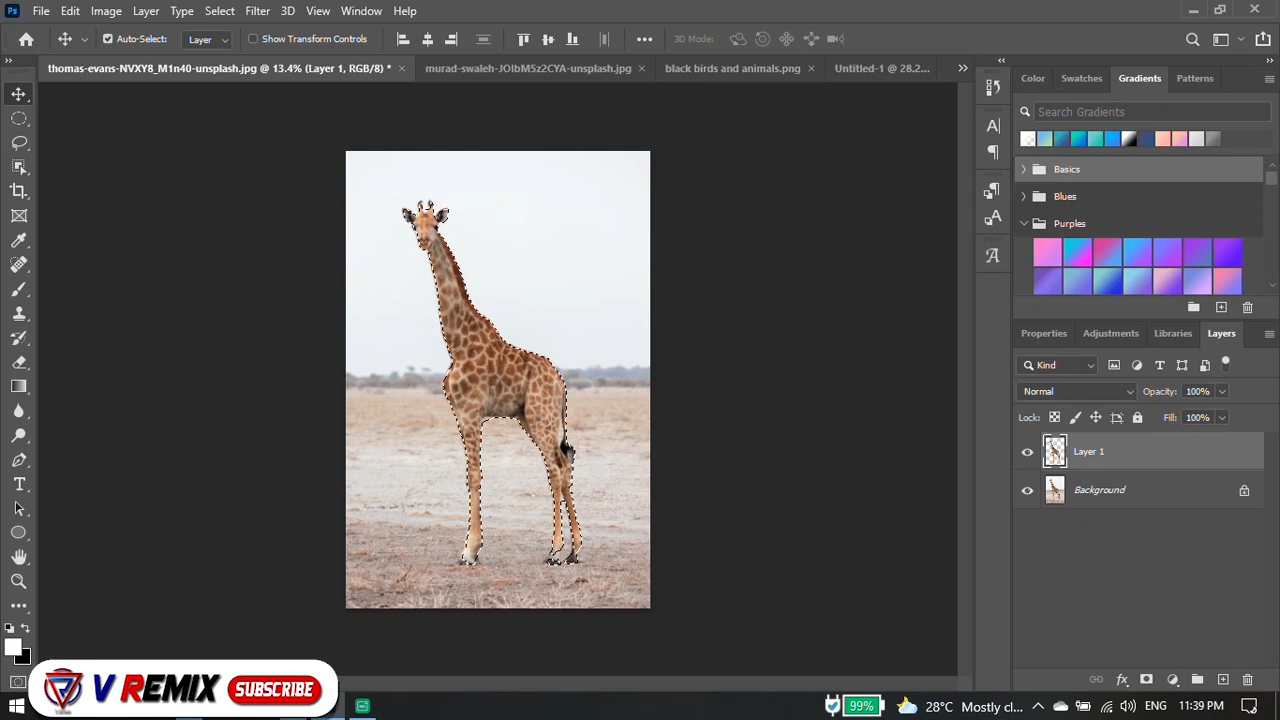 Ps File Edit Image Layer Type Select Filter 3D View Window Help
Auto-Select: Layer Show Transform Controls 3D Mode:
thomas-evans-NVXY8_M1n40-unsplash.jpg @ 13.4% (Layer 1, RGB/8) * murad-swaleh-JOlbM5z2CYA-unsplash.jpg black birds and animals.png Untitled-1 @ 28.2...
Color Swatches Gradients Patterns
Search Gradients
Basics
Blues
Purples
Properties Adjustments Libraries Layers
Kind
Normal Opacity: 100%
Lock: Fill: 100%
Layer 1
Background
V REMIX SUBSCRIBE
99% 28°C Mostly cl... ENG 11:39 PM